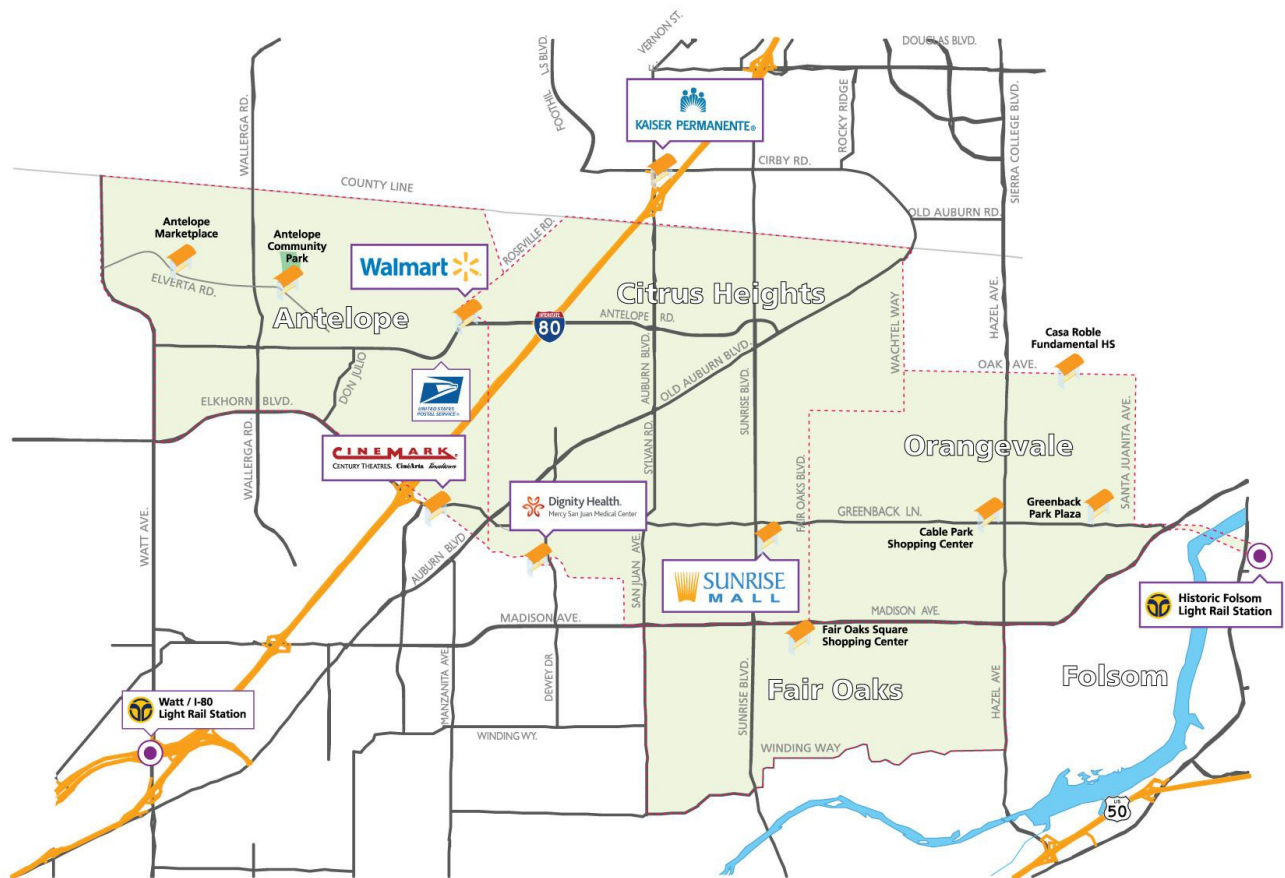 VERNON ST.
DOUGLAS BLVD.
FOOTHIL
LS BLVD.
WALLERGA RD.
KAISER PERMANENTE®
ROCKY RIDGE
SIERRA COLLEGE BLVD.
CIRBY RD.
COUNTY LINE
OLD AUBURN RD.
Antelope
Marketplace
Antelope
Community
Park
ROSEVILLE RD.
Walmart
ELVERTA RD.
Citrus Heights
Antelope
ANTELOPE RD.
INTERSTATE
80
WACHTEL WAY
HAZEL AVE.
Casa Roble
Fundamental HS
OAK AVE.
DON JULIO
UNITED STATES
POSTAL SERVICE®
AUBURN BLVD.
OLD AUBURN BLVD.
SUNRISE BLVD.
ELKHORN BLVD.
WALLERGA RD.
SYLVAN RD.
Orangevale
SANTA JUANITA AVE.
CINEMARK
CENTURY THEATRES. CinéArts Tinseltown
Dignity Health.
Mercy San Juan Medical Center
FAIR OAKS BLVD.
GREENBACK LN.
Cable Park
Shopping Center
Greenback
Park Plaza
WATT AVE.
AUBURN BLVD
SAN JUAN AVE.
SUNRISE
MALL
Historic Folsom
Light Rail Station
MADISON AVE.
MADISON AVE.
Fair Oaks Square
Shopping Center
MANZANITA AVE.
DEWEY DR
SUNRISE BLVD.
Fair Oaks
HAZEL AVE
Folsom
Watt / I-80
Light Rail Station
WINDING WY.
WINDING WAY
US
50